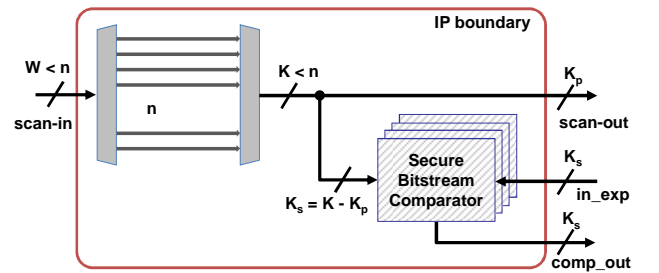 IP boundary
W < n
scan-in
n
K < n
Kp
scan-out
Secure
Bitstream
Comparator
Ks
in_exp
Ks = K - Kp
Ks
comp_out